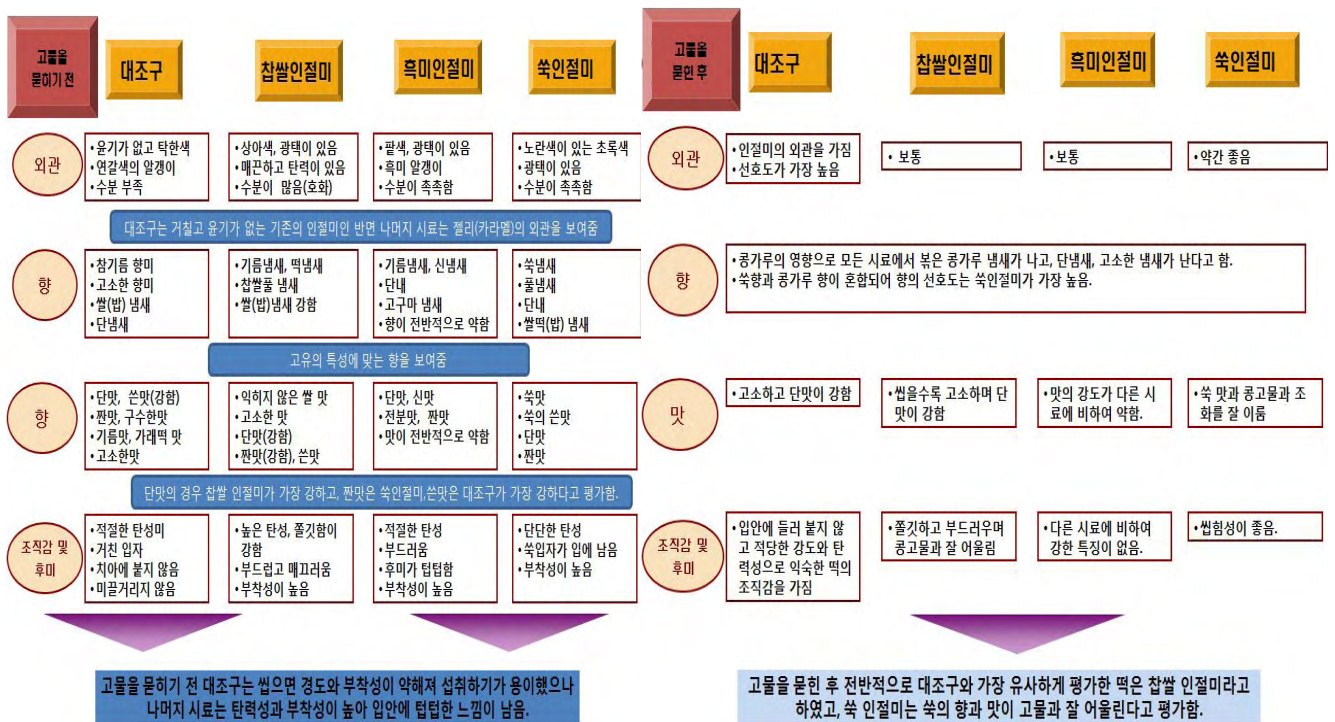 고물을
묻히기 전
대조구
찹쌀인절미
흑미인절미
쑥인절미
외관
• 윤기가 없고 탁한색
• 연갈색의 알갱이
• 수분 부족
• 상아색, 광택이 있음
• 매끈하고 탄력이 있음
• 수분이 많음(호화)
• 팥색, 광택이 있음
• 흑미 알갱이
• 수분이 촉촉함
• 노란색이 있는 초록색
• 광택이 있음
• 수분이 촉촉함
대조구는 거칠고 윤기가 없는 기존의 인절미인 반면 나머지 시료는 젤리(카라멜)의 외관을 보여줌
향
• 참기름 향미
• 고소한 향미
• 쌀(밥) 냄새
• 단냄새
• 기름냄새, 떡냄새
• 찹쌀풀 냄새
• 쌀(밥)냄새 강함
• 기름냄새, 신냄새
• 단내
• 고구마 냄새
• 향이 전반적으로 약함
• 쑥냄새
• 풀냄새
• 단내
• 쌀떡(밥) 냄새
고유의 특성에 맞는 향을 보여줌
향
• 단맛, 쓴맛(강함)
• 짠맛, 구수한맛
• 기름맛, 가래떡 맛
• 고소한맛
• 익히지 않은 쌀 맛
• 고소한 맛
• 단맛(강함)
• 짠맛(강함), 쓴맛
• 단맛, 신맛
• 전분맛, 짠맛
• 맛이 전반적으로 약함
• 쑥맛
• 쑥의 쓴맛
• 단맛
• 짠맛
단맛의 경우 찹쌀 인절미가 가장 강하고, 짠맛은 쑥인절미,쓴맛은 대조구가 가장 강하다고 평가함.
조직감 및
후미
• 적절한 탄성미
• 거친 입자
• 치아에 붙지 않음
• 미끌거리지 않음
• 높은 탄성, 쫄깃함이
강함
• 부드럽고 매끄러움
• 부착성이 높음
• 적절한 탄성
• 부드러움
• 후미가 텁텁함
• 부착성이 높음
• 단단한 탄성
• 쑥입자가 입에 남음
• 부착성이 높음
고물을 묻히기 전 대조구는 씹으면 경도와 부착성이 약해져 섭취하기가 용이했으나
나머지 시료는 탄력성과 부착성이 높아 입안에 텁텁한 느낌이 남음.
고물을
묻힌 후
대조구
찹쌀인절미
흑미인절미
쑥인절미
외관
• 인절미의 외관을 가짐
• 선호도가 가장 높음
• 보통
• 보통
• 약간 좋음
향
• 콩가루의 영향으로 모든 시료에서 볶은 콩가루 냄새가 나고, 단냄새, 고소한 냄새가 난다고 함.
• 쑥향과 콩가루 향이 혼합되어 향의 선호도는 쑥인절미가 가장 높음.
맛
• 고소하고 단맛이 강함
• 씹을수록 고소하며 단
맛이 강함
• 맛의 강도가 다른 시
료에 비하여 약함.
• 쑥 맛과 콩고물과 조
화를 잘 이룸
조직감 및
후미
• 입안에 들러 붙지 않
고 적당한 강도와 탄
력성으로 익숙한 떡의
조직감을 가짐
• 쫄깃하고 부드러우며
콩고물과 잘 어울림
• 다른 시료에 비하여
강한 특징이 없음.
• 씹힘성이 좋음.
고물을 묻힌 후 전반적으로 대조구와 가장 유사하게 평가한 떡은 찹쌀 인절미라고
하였고, 쑥 인절미는 쑥의 향과 맛이 고물과 잘 어울린다고 평가함.